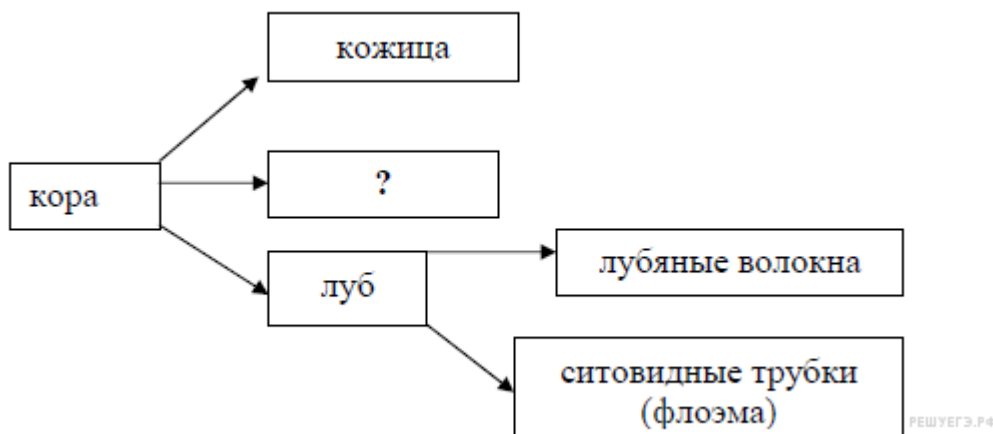 кожица
?
кора
луб
лубяные волокна
ситовидные трубки
(флоэма)
РЕШУЕГЭ.РФ